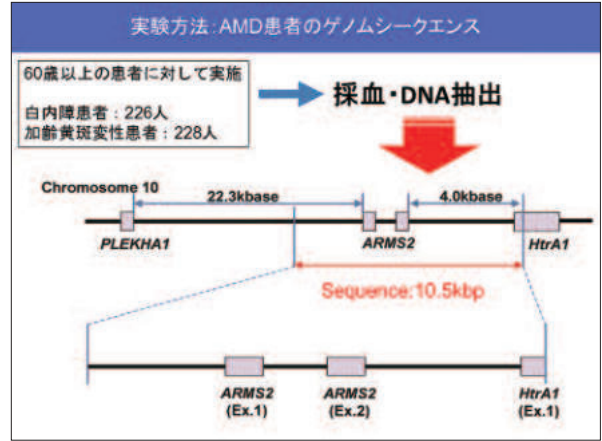 実験方法:AMD患者のゲノムシークエンス
60歳以上の患者に対して実施
白内障患者:226人
加齢黄斑変性患者:228人
採血・DNA抽出
Chromosome 10
22.3kbase
4.0kbase
PLEKHA1
ARMS2
HtrA1
Sequence:10.5kbp
ARMS2
(Ex.1)
ARMS2
(Ex.2)
HtrA1
(Ex.1)